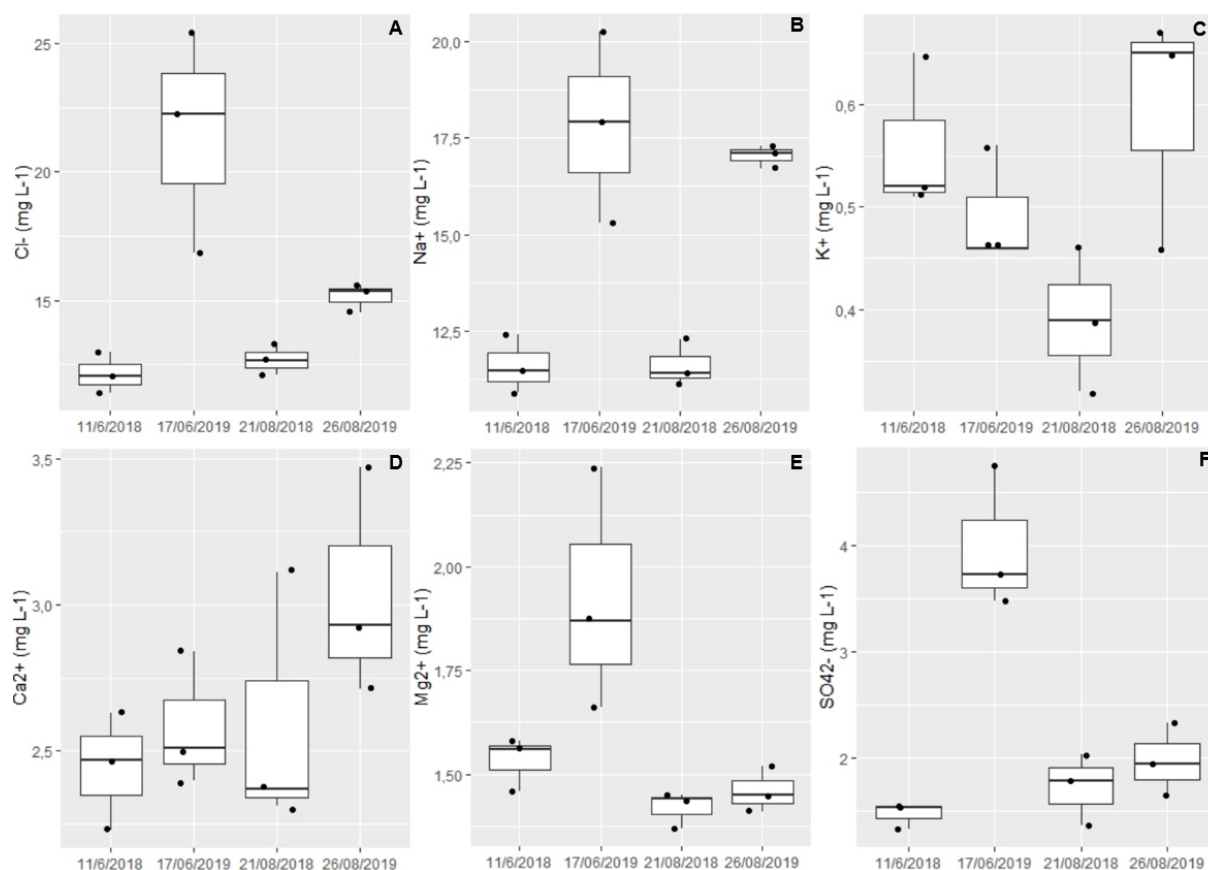 A
Cl- (mg L-1)
25
20
15
11/6/2018 17/06/2019 21/08/2018 26/08/2019
B
Na+ (mg L-1)
20,0
17,5
15,0
12,5
11/6/2018 17/06/2019 21/08/2018 26/08/2019
C
K+ (mg L-1)
0,6
0,5
0,4
11/6/2018 17/06/2019 21/08/2018 26/08/2019
D
Ca2+ (mg L-1)
3,5
3,0
2,5
11/6/2018 17/06/2019 21/08/2018 26/08/2019
E
Mg2+ (mg L-1)
2,25
2,00
1,75
1,50
11/6/2018 17/06/2019 21/08/2018 26/08/2019
F
SO42- (mg L-1)
4
3
2
11/6/2018 17/06/2019 21/08/2018 26/08/2019